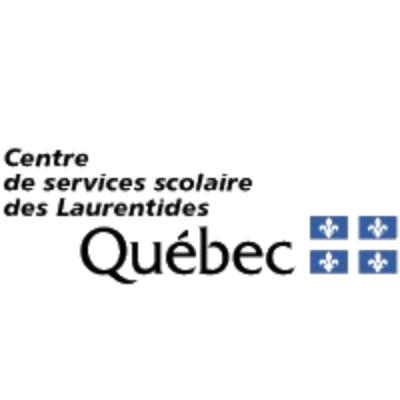 Centre
de services scolaire
des Laurentides
Québec